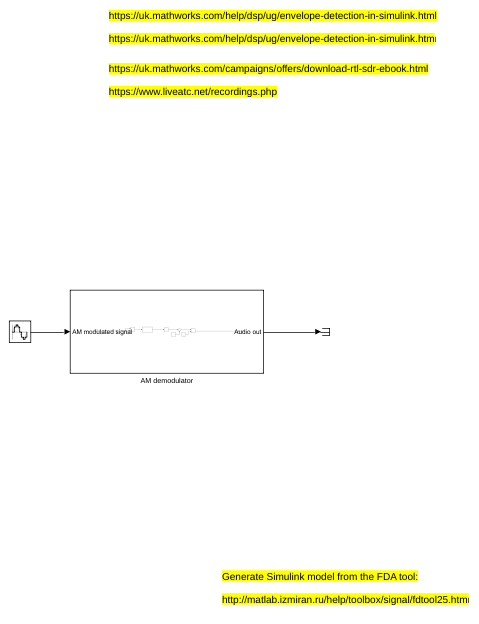 https://uk.mathworks.com/help/dsp/ug/envelope-detection-in-simulink.html
https://uk.mathworks.com/help/dsp/ug/envelope-detection-in-simulink.htm
https://uk.mathworks.com/campaigns/offers/download-rtl-sdr-ebook.html
https://www.liveatc.net/recordings.php
AM modulated signal Audio out
AM demodulator
Generate Simulink model from the FDA tool:
http://matlab.izmiran.ru/help/toolbox/signal/fdtool25.htm